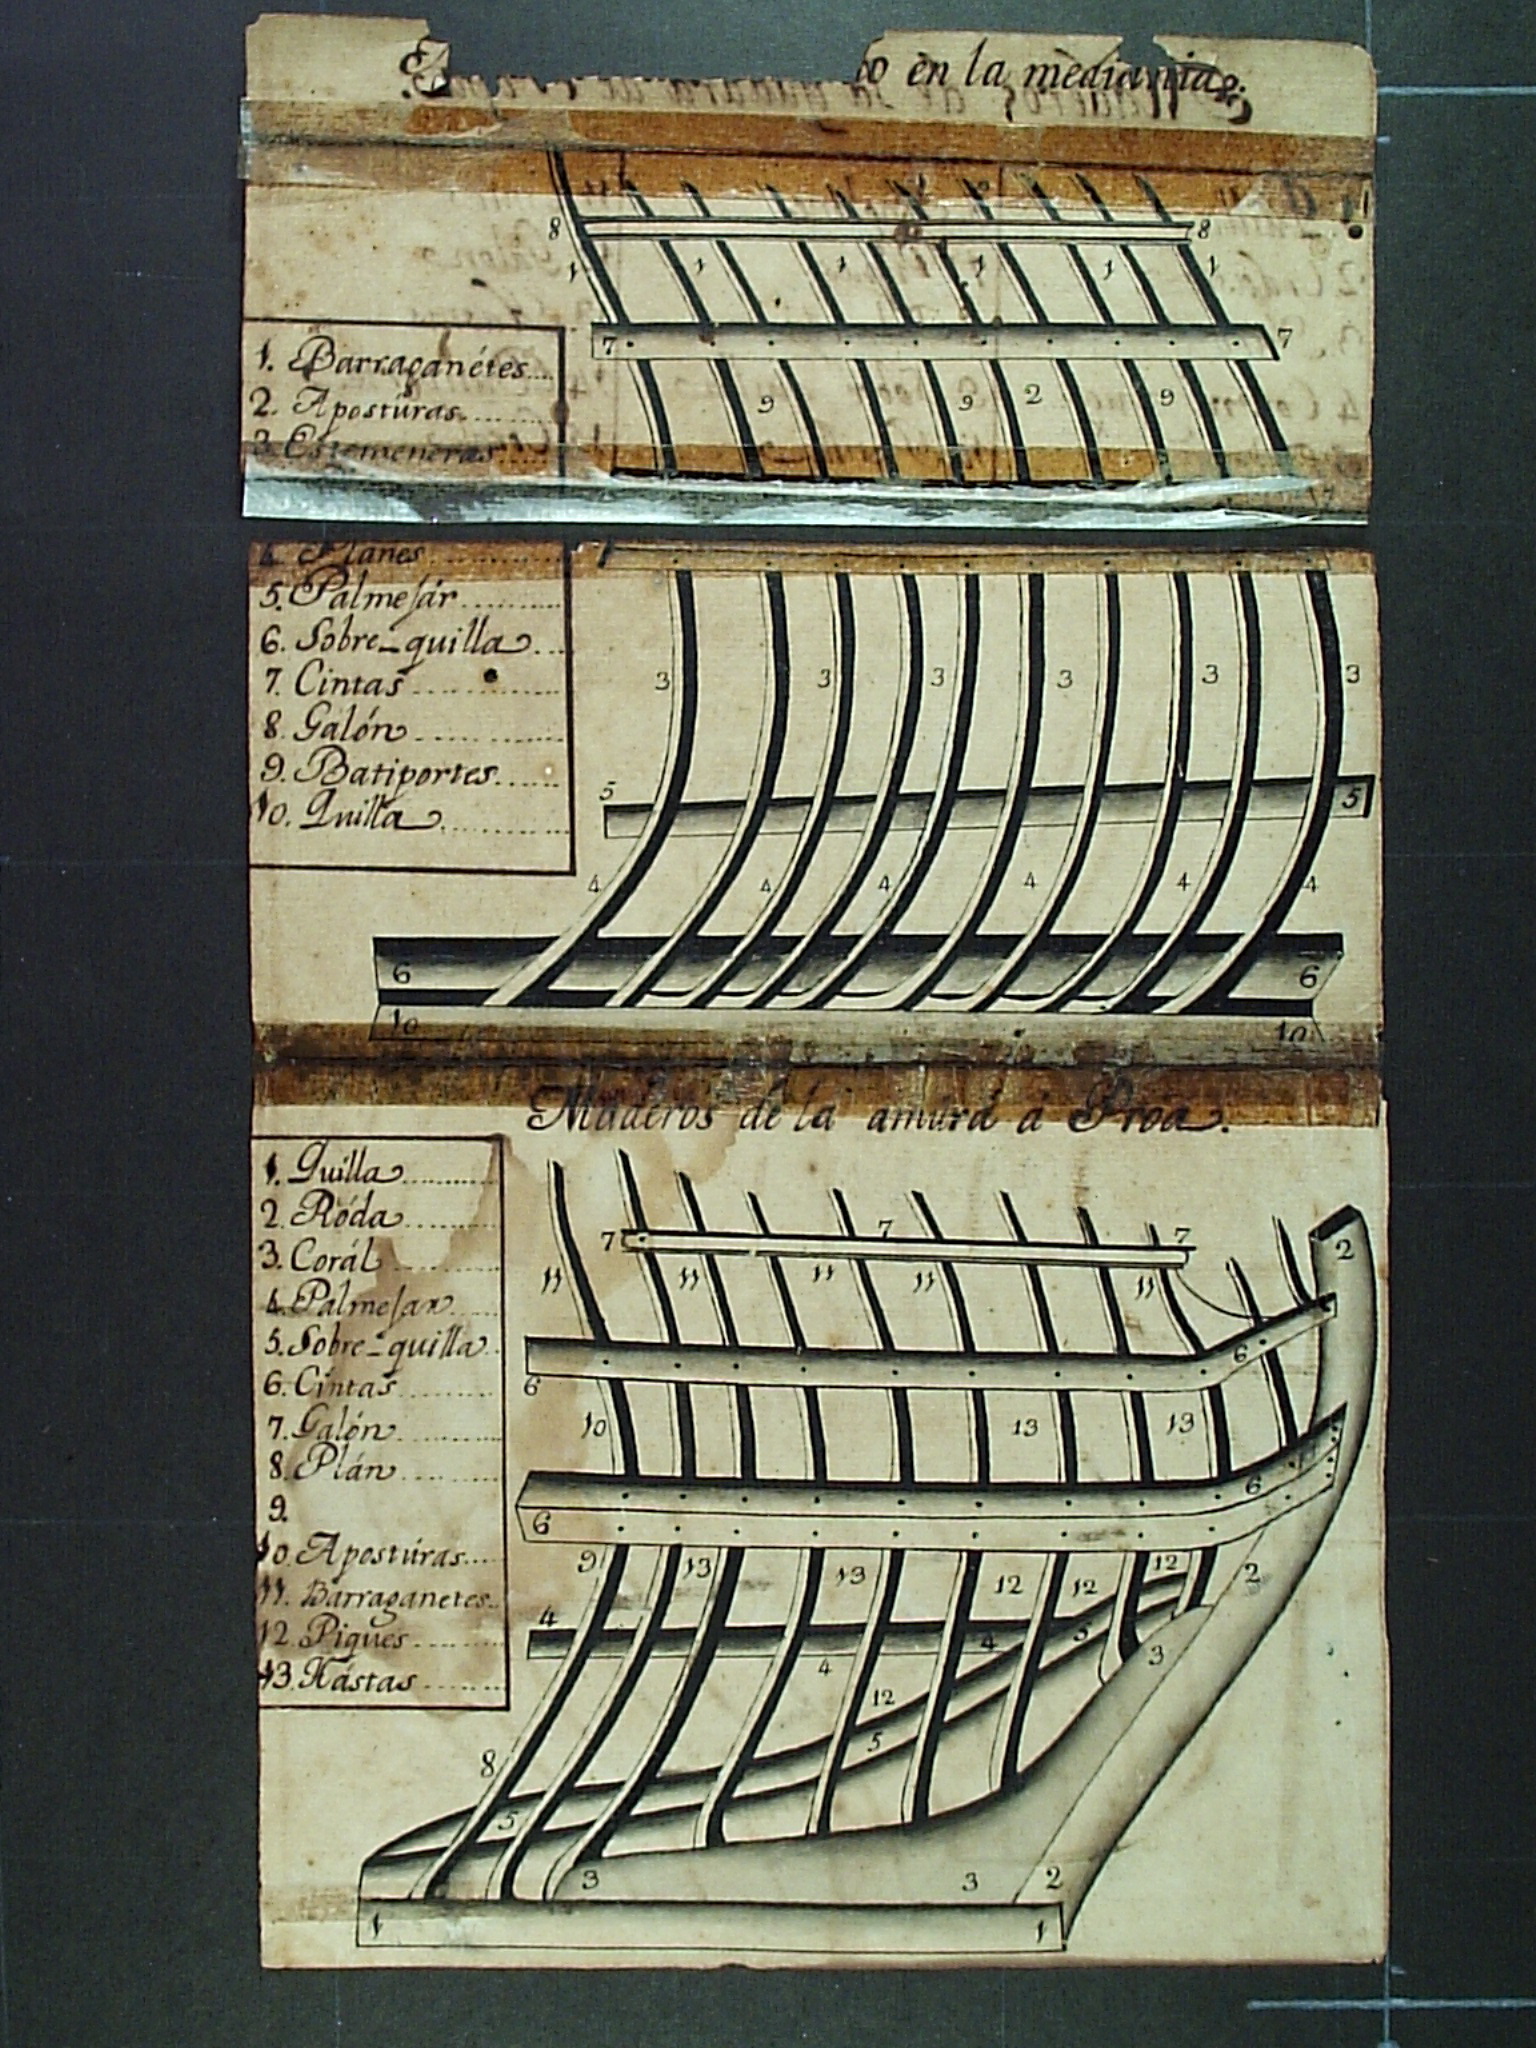 en la mediania
1. Barraganétes
2. Apostúras
3. Estemeneras
4. Planes
5. Palmejár
6. Sobre-quilla
7. Cintas
8. Galón
9. Batiportes
10. Quilla
8 8
1 1 1 1 1 1
7 7
9 9 2 9
3 3 3 3 3 3
5 5
4 4 4 4 4 4
6 6
10 10
Maderos de la amura á Proa.
1. Quilla
2. Róda
3. Corál
4. Palmejar
5. Sobre-quilla
6. Cintas
7. Galón
8. Plán
9.
10. Apostúras
11. Barraganetes
12. Piques
13. Hástas
7 7 7 2
11 11 11 11 11
6 6
10 13 13
6 6
9 13 13 12 12 12 2
4 4 5 3
4
12
5
8
5
3 3 2
1 1